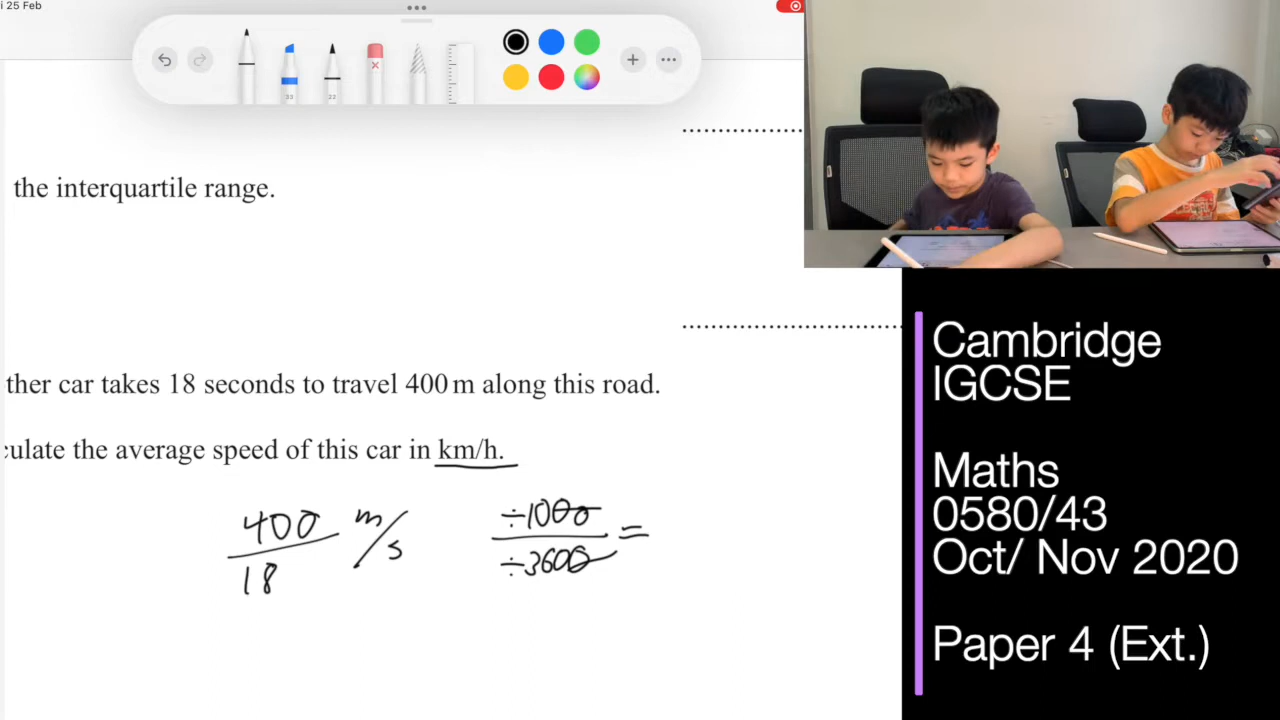 i 25 Feb
33
22
the interquartile range.
ther car takes 18 seconds to travel 400 m along this road.
culate the average speed of this car in km/h.
400/18 m/s ÷1000/÷3600 =
Cambridge
IGCSE
Maths
0580/43
Oct/ Nov 2020
Paper 4 (Ext.)